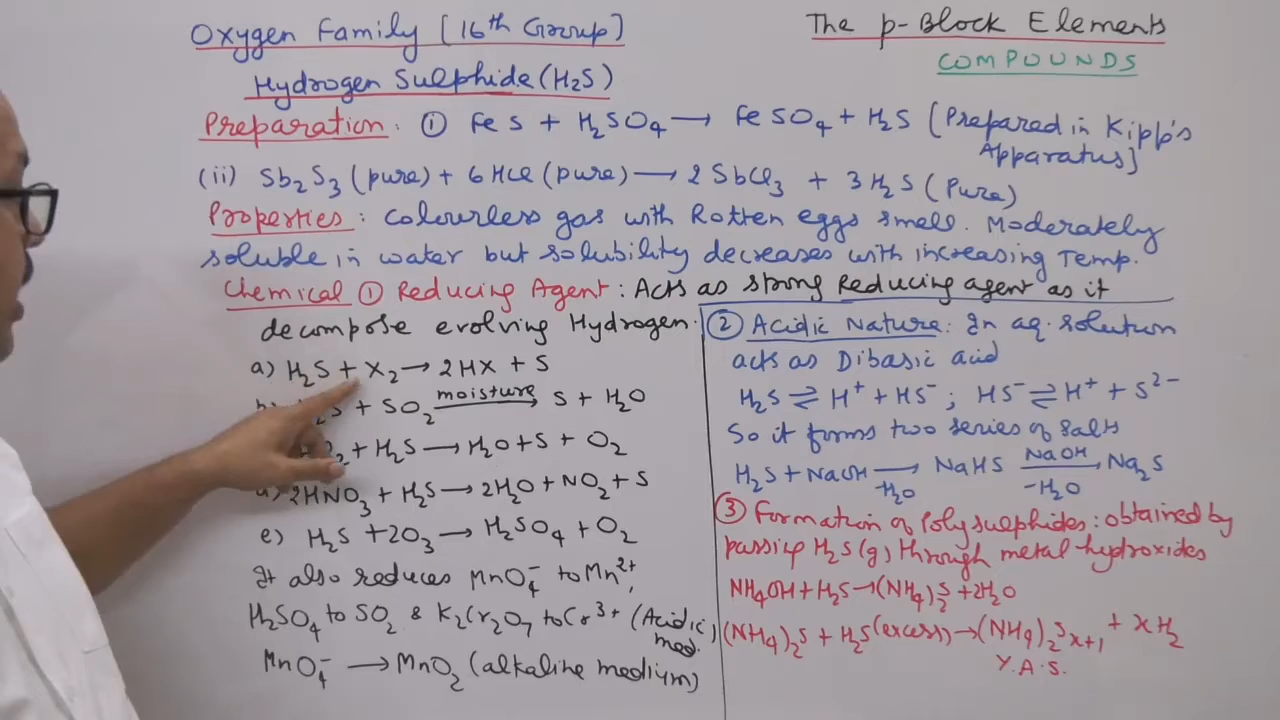 Oxygen Family [16th Group]
The p-Block Elements
COMPOUNDS
Hydrogen Sulphide (H2S)
Preparation: ① FeS + H2SO4 → FeSO4 + H2S (Prepared in Kipp's
Apparatus]
(ii) Sb2S3 (pure) + 6 HCl (pure) → 2 SbCl3 + 3 H2S (Pure)
Properties: Colourless gas with Rotten eggs smell. Moderately
soluble in water but solubility decreases with increasing Temp.
Chemical ① Reducing Agent: Acts as strong Reducing agent as it
decompose evolving Hydrogen.
a) H2S + X2 → 2HX + S
S + SO2 moisture→ S + H2O
2 + H2S → H2O + S + O2
2HNO3 + H2S → 2H2O + NO2 + S
e) H2S + 2O3 → H2SO4 + O2
It also reduces MnO4- to Mn2+,
H2SO4 to SO2 & K2Cr2O7 to Cr3+ (Acidic
med.)
MnO4- → MnO2 (alkaline medium)
② Acidic Nature: In aq. solution
acts as Dibasic acid
H2S ⇌ H+ + HS-; HS- ⇌ H+ + S2-
So it forms two series of salts
H2S + NaOH → -H2O NaHS NaOH→ -H2O Na2S
③ Formation of Polysulphides: obtained by
passing H2S(g) through metal hydroxides
NH4OH + H2S → (NH4)2S + 2H2O
(NH4)2S + H2S (excess) → (NH4)2Sx+1 + xH2
Y.A.S.